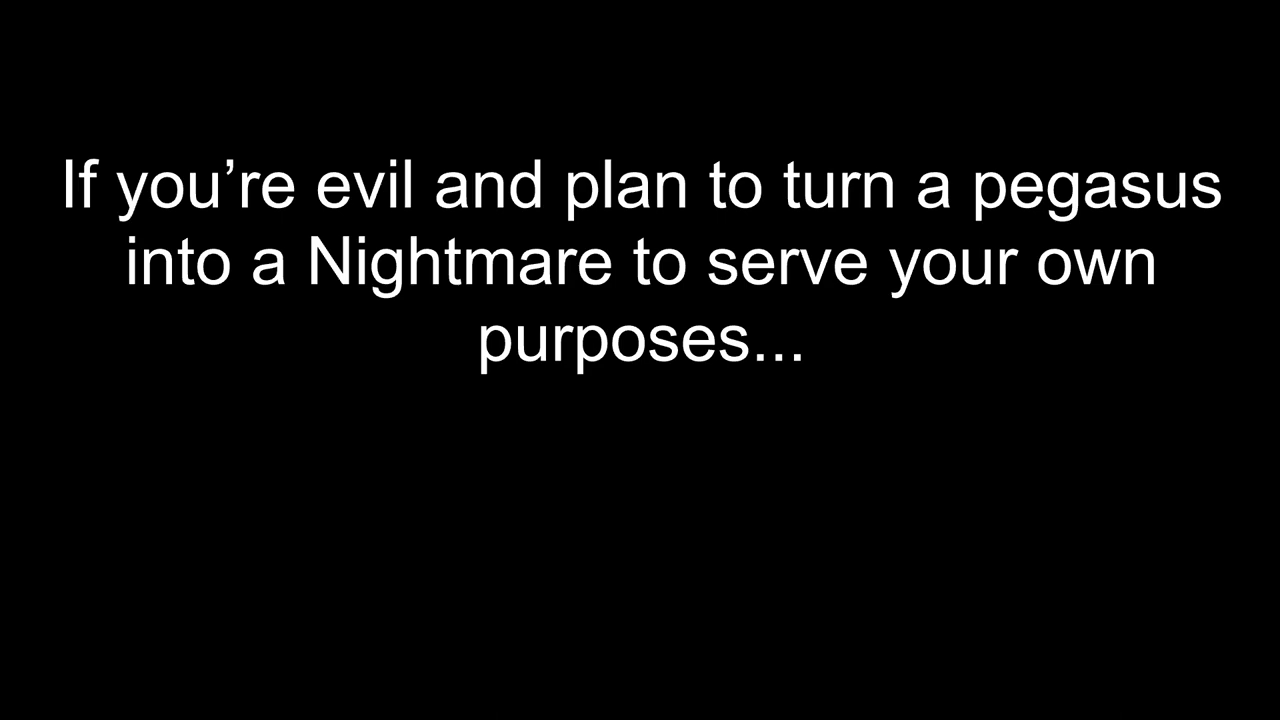 If you’re evil and plan to turn a pegasus
into a Nightmare to serve your own
purposes...